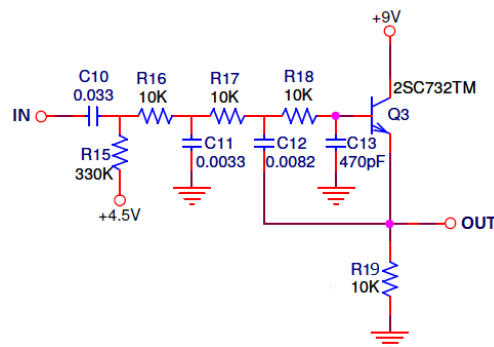 +9V
C10
0.033
R16
10K
R17
10K
R18
10K
2SC732TM
Q3
IN
R15
330K
+4.5V
C11
0.0033
C12
0.0082
C13
470pF
OUT
R19
10K